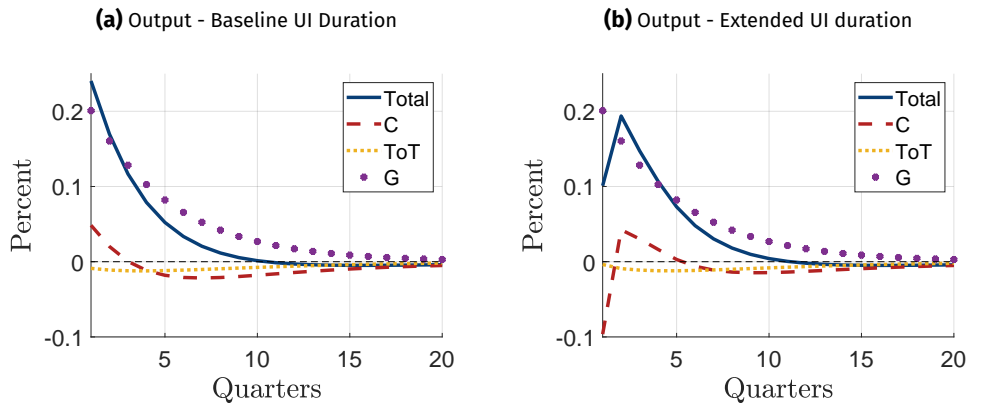 (a) Output - Baseline UI Duration
Percent
0.2
0.1
0
-0.1
5
10
15
20
Quarters
Total
C
ToT
G
(b) Output - Extended UI duration
Percent
0.2
0.1
0
-0.1
5
10
15
20
Quarters
Total
C
ToT
G